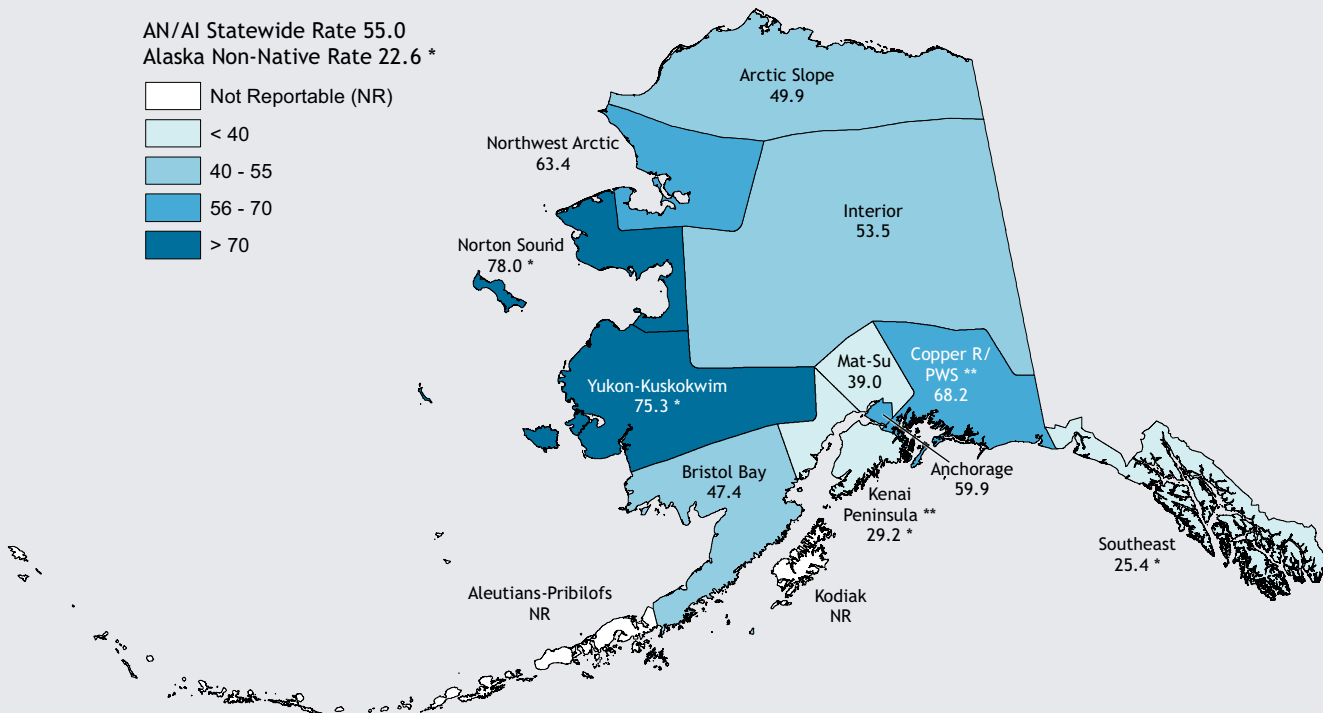 AN/AI Statewide Rate 55.0
Alaska Non-Native Rate 22.6 *
Not Reportable (NR)
< 40
40 - 55
56 - 70
> 70
Arctic Slope
49.9
Northwest Arctic
63.4
Interior
53.5
Norton Sound
78.0 *
Mat-Su
39.0
Copper R/
PWS **
68.2
Yukon-Kuskokwim
75.3 *
Bristol Bay
47.4
Anchorage
59.9
Kenai
Peninsula **
29.2 *
Southeast
25.4 *
Aleutians-Pribilofs
NR
Kodiak
NR